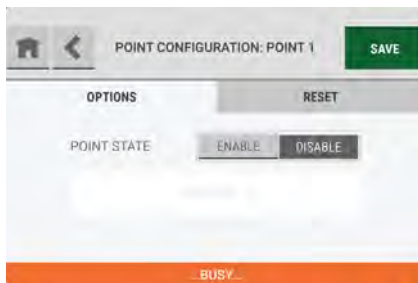 POINT CONFIGURATION: POINT 1
SAVE
OPTIONS
RESET
POINT STATE
ENABLE
DISABLE
...BUSY...